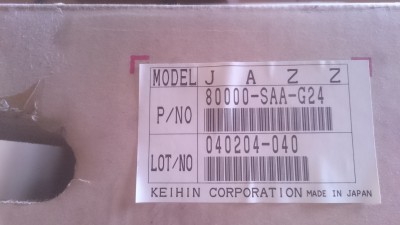 MODEL JAZZ
P/NO 80000-SAA-G24
LOT/NO 040204-040
KEIHIN CORPORATION MADE IN JAPAN